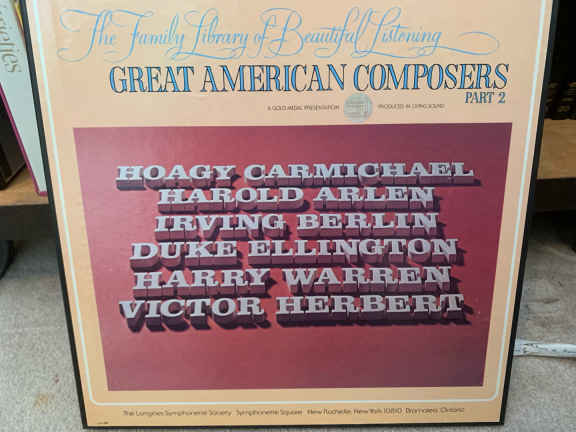 The Family Library of Beautiful Listening
GREAT AMERICAN COMPOSERS
PART 2
A GOLD MEDAL PRESENTATION PRODUCED IN LIVING SOUND
HOAGY CARMICHAEL
HAROLD ARLEN
IRVING BERLIN
DUKE ELLINGTON
HARRY WARREN
VICTOR HERBERT
The Longines Symphonette Society Symphonette Square New Rochelle, New York 10810 Bramalea, Ontario